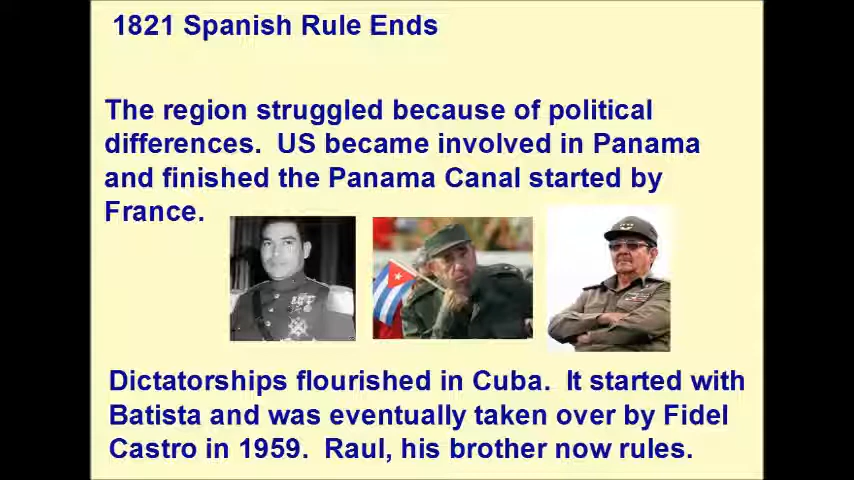 1821 Spanish Rule Ends
The region struggled because of political
differences.  US became involved in Panama
and finished the Panama Canal started by
France.
Dictatorships flourished in Cuba.  It started with
Batista and was eventually taken over by Fidel
Castro in 1959.  Raul, his brother now rules.